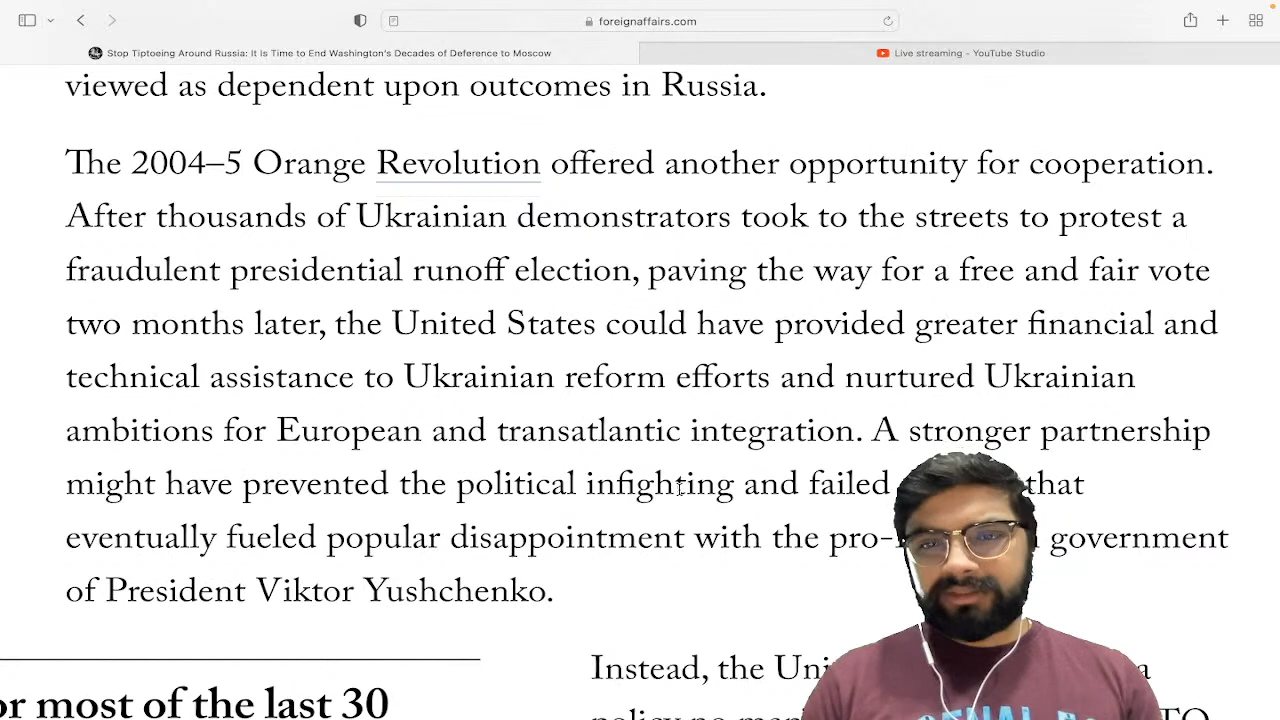 foreignaffairs.com
Stop Tiptoeing Around Russia: It Is Time to End Washington's Decades of Deference to Moscow
Live streaming - YouTube Studio
viewed as dependent upon outcomes in Russia.
The 2004–5 Orange Revolution offered another opportunity for cooperation.
After thousands of Ukrainian demonstrators took to the streets to protest a
fraudulent presidential runoff election, paving the way for a free and fair vote
two months later, the United States could have provided greater financial and
technical assistance to Ukrainian reform efforts and nurtured Ukrainian
ambitions for European and transatlantic integration. A stronger partnership
might have prevented the political infighting and failed that
eventually fueled popular disappointment with the government
of President Viktor Yushchenko.
or most of the last 30
Instead, the
policy